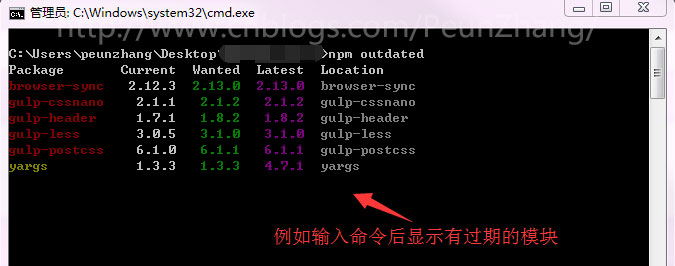 管理员: C:\Windows\system32\cmd.exe
http://www.cnblogs.com/PeunZhang/
C:\Users\peunzhang\Desktop\ >npm outdated
Package Current Wanted Latest Location
browser-sync 2.12.3 2.13.0 2.13.0 browser-sync
gulp-cssnano 2.1.1 2.1.2 2.1.2 gulp-cssnano
gulp-header 1.7.1 1.8.2 1.8.2 gulp-header
gulp-less 3.0.5 3.1.0 3.1.0 gulp-less
gulp-postcss 6.1.0 6.1.1 6.1.1 gulp-postcss
yargs 1.3.3 1.3.3 4.7.1 yargs
例如输入命令后显示有过期的模块